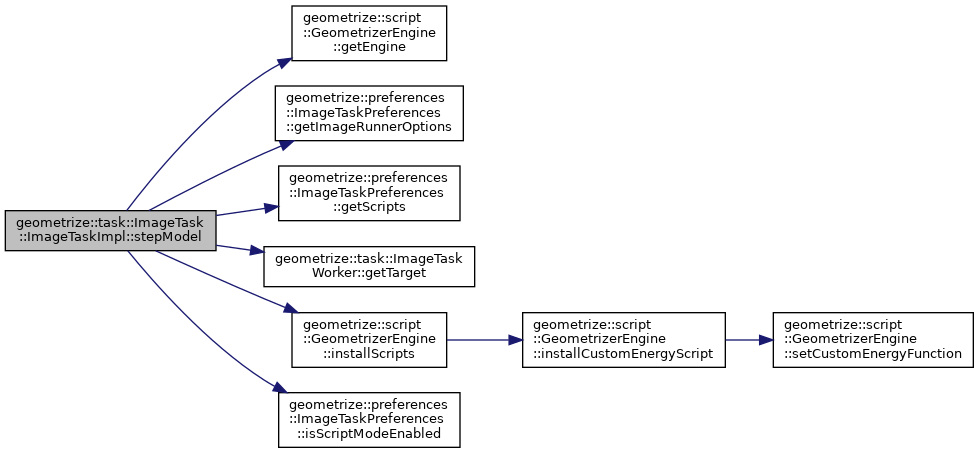 geometrize::script
::GeometrizerEngine
::getEngine
geometrize::preferences
::ImageTaskPreferences
::getImageRunnerOptions
geometrize::preferences
::ImageTaskPreferences
::getScripts
geometrize::task::ImageTask
::ImageTaskImpl::stepModel
geometrize::task::ImageTask
Worker::getTarget
geometrize::script
::GeometrizerEngine
::installScripts
geometrize::script
::GeometrizerEngine
::installCustomEnergyScript
geometrize::script
::GeometrizerEngine
::setCustomEnergyFunction
geometrize::preferences
::ImageTaskPreferences
::isScriptModeEnabled